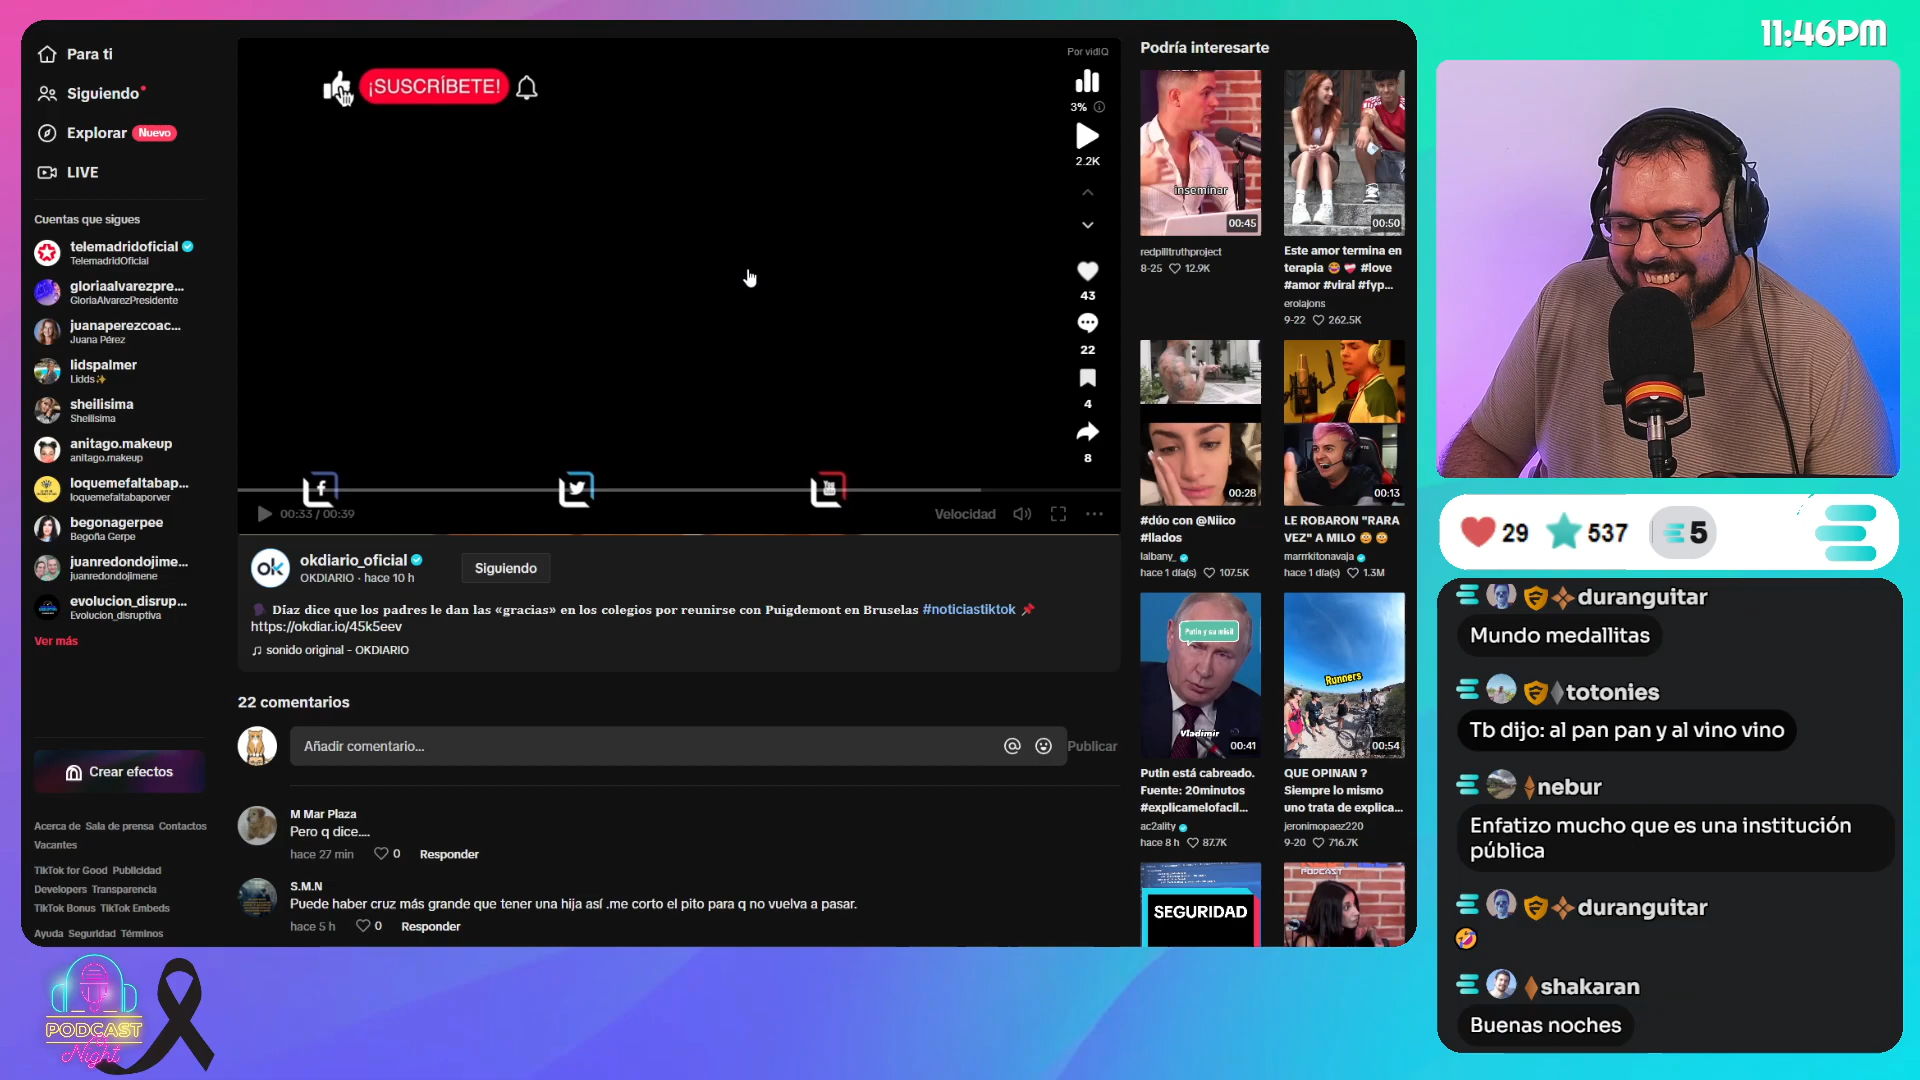 Para ti
Siguiendo
Explorar Nuevo
LIVE
Cuentas que sigues
telemadridoficial
TelemadridOficial
gloriaalvarezpre...
GloriaAlvarezPresidente
juanaperezcoac...
Juana Pérez
lidspalmer
Lidds✨
sheilisima
Sheilisima
anitago.makeup
anitago.makeup
loquemefaltabap...
loquemefaltabaporver
begonagerpee
Begoña Gerpe
juanredondojime...
juanredondojimene
evolucion_disrup...
Evolucion_disruptiva
Ver más
Crear efectos
Acerca de Sala de prensa Contactos
Vacantes
TikTok for Good Publicidad
Developers Transparencia
TikTok Bonus TikTok Embeds
Ayuda Seguridad Términos
PODCAST
Night
¡SUSCRÍBETE!
Por vidIQ
3%
2.2K
43
22
4
8
00:33 / 00:39
Velocidad
ok
okdiario_oficial
OKDIARIO · hace 10 h
Siguiendo
🗣 Díaz dice que los padres le dan las «gracias» en los colegios por reunirse con Puigdemont en Bruselas #noticiastiktok 📌
https://okdiar.io/45k5eev
♫ sonido original - OKDIARIO
22 comentarios
Añadir comentario...
Publicar
M Mar Plaza
Pero q dice....
hace 27 min 0 Responder
S.M.N
Puede haber cruz más grande que tener una hija así .me corto el pito para q no vuelva a pasar.
hace 5 h 0 Responder
Podría interesarte
inseminar
00:45
redpilltruthproject
8-25 12.9K
00:50
Este amor termina en
terapia 🤣 ❤️‍🩹 #love
#amor #viral #fyp...
erolajons
9-22 262.5K
00:28
#dúo con @Niico
#llados
lalbany_
hace 1 día(s) 107.5K
00:13
LE ROBARON "RARA
VEZ" A MILO 😳 😳
marrrkitonavaja
hace 1 día(s) 1.3M
Putin y su misil
Vladimir
00:41
Putin está cabreado.
Fuente: 20minutos
#explicamelofacil...
ac2ality
hace 8 h 87.7K
Runners
00:54
QUE OPINAN ?
Siempre lo mismo
uno trata de explica...
jeronimopaez220
9-20 716.7K
SEGURIDAD
PODCAST
11:46PM
29 537 5
duranguitar
Mundo medallitas
totonies
Tb dijo: al pan pan y al vino vino
nebur
Enfatizo mucho que es una institución
pública
duranguitar
🤣
shakaran
Buenas noches